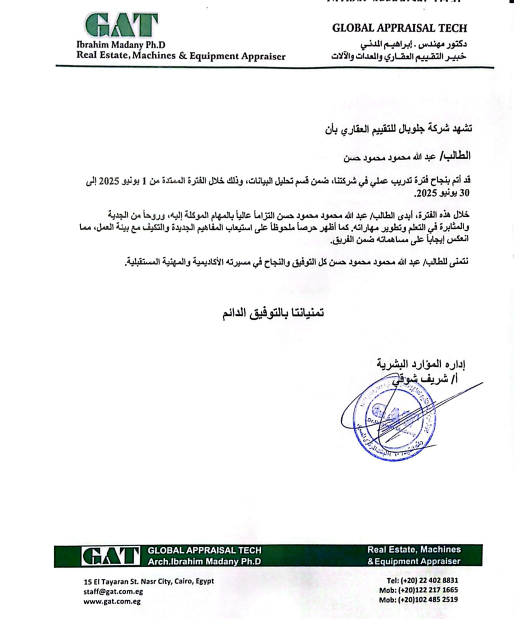 GAT
GLOBAL APPRAISAL TECH
Ibrahim Madany Ph.D
دكتور مهندس . إبراهيم المدني
Real Estate, Machines & Equipment Appraiser
خبير التقييم العقاري والمعدات والآلات
تشهد شركة جلوبال للتقييم العقاري بأن
الطالب/ عبد الله محمود محمود حسن
قد أتم بنجاح فترة تدريب عملي في شركتنا، ضمن قسم تحليل البيانات، وذلك خلال الفترة الممتدة من 1 يونيو 2025 إلى
30 يونيو 2025.
خلال هذه الفترة، أبدى الطالب/ عبد الله محمود محمود حسن التزاماً عالياً بالمهام الموكلة إليه، وروحاً من الجدية
والمثابرة في التعلم وتطوير مهاراته. كما أظهر حرصاً ملحوظاً على استيعاب المفاهيم الجديدة والتكيف مع بيئة العمل، مما
انعكس إيجاباً على مساهماته ضمن الفريق.
نتمنى للطالب/ عبد الله محمود محمود حسن كل التوفيق والنجاح في مسيرته الأكاديمية والمهنية المستقبلية.
تمنياتنا بالتوفيق الدائم
إداره الموارد البشرية
أ/ شريف شوقي
GAT
GLOBAL APPRAISAL TECH
Arch.Ibrahim Madany Ph.D
Real Estate, Machines
& Equipment Appraiser
15 El Tayaran St. Nasr City, Cairo, Egypt
staff@gat.com.eg
www.gat.com.eg
Tel: (+20) 22 402 8831
Mob: (+20)122 217 1665
Mob: (+20)102 485 2519